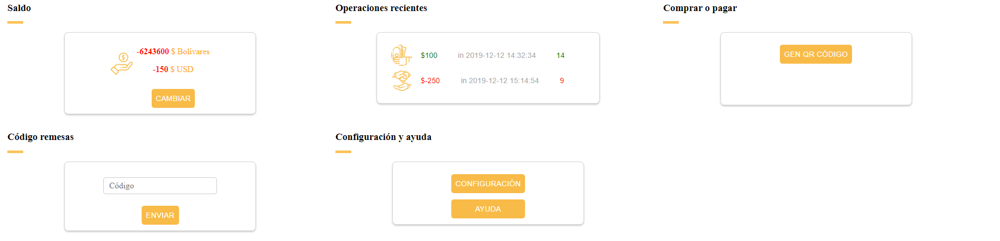 Saldo
-6243600 $ Bolívares
-150 $ USD
CAMBIAR
Operaciones recientes
$100 in 2019-12-12 14:32:34 14
$-250 in 2019-12-12 15:14:54 9
Comprar o pagar
GEN QR CÓDIGO
Código remesas
Código
ENVIAR
Configuración y ayuda
CONFIGURACIÓN
AYUDA